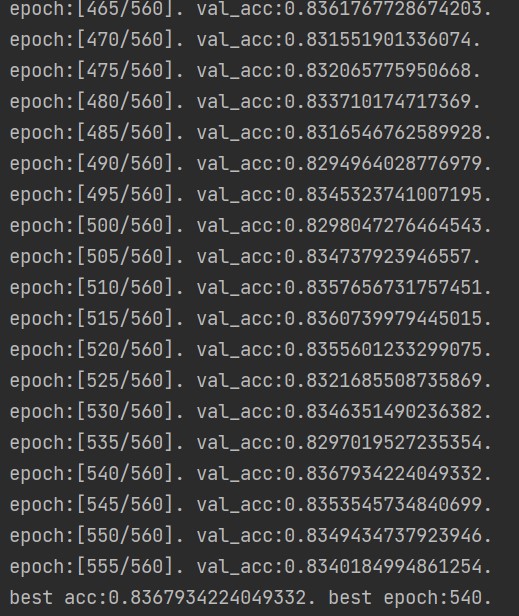 epoch:[465/560]. val_acc:0.8361767728674203.
epoch:[470/560]. val_acc:0.831551901336074.
epoch:[475/560]. val_acc:0.832065775950668.
epoch:[480/560]. val_acc:0.833710174717369.
epoch:[485/560]. val_acc:0.8316546762589928.
epoch:[490/560]. val_acc:0.8294964028776979.
epoch:[495/560]. val_acc:0.8345323741007195.
epoch:[500/560]. val_acc:0.8298047276464543.
epoch:[505/560]. val_acc:0.834737923946557.
epoch:[510/560]. val_acc:0.8357656731757451.
epoch:[515/560]. val_acc:0.8360739979445015.
epoch:[520/560]. val_acc:0.8355601233299075.
epoch:[525/560]. val_acc:0.8321685508735869.
epoch:[530/560]. val_acc:0.8346351490236382.
epoch:[535/560]. val_acc:0.8297019527235354.
epoch:[540/560]. val_acc:0.8367934224049332.
epoch:[545/560]. val_acc:0.8353545734840699.
epoch:[550/560]. val_acc:0.8349434737923946.
epoch:[555/560]. val_acc:0.8340184994861254.
best acc:0.8367934224049332. best epoch:540.